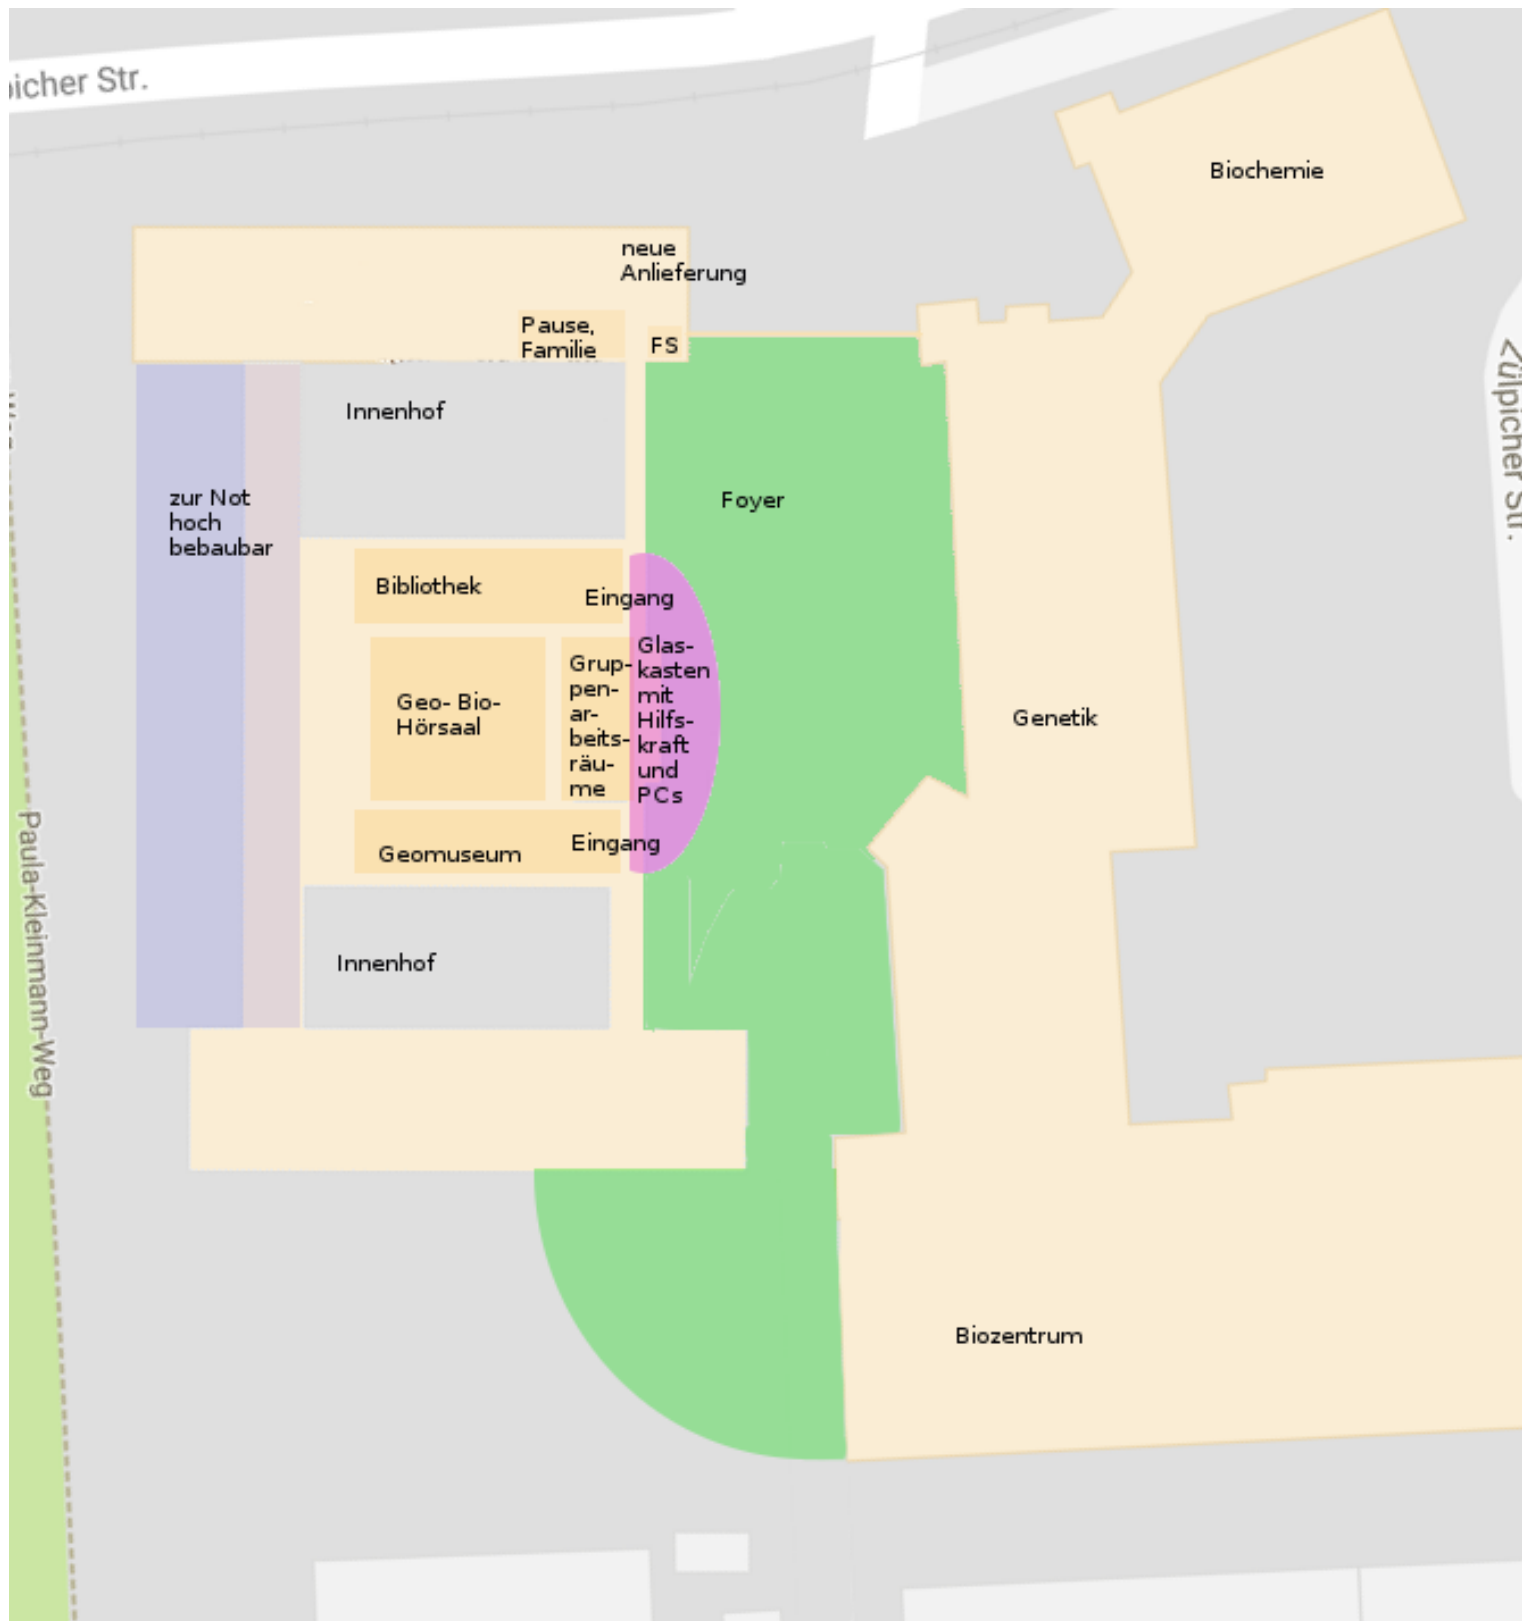 picher Str.
Biochemie
neue
Anlieferung
Pause,
Familie
FS
Innenhof
zur Not
hoch
bebaubar
Foyer
Bibliothek
Eingang
Glas-
kasten
mit
Hilfs-
kraft
und
PCs
Grup-
pen-
ar-
beits-
räu-
me
Geo- Bio-
Hörsaal
Genetik
Geomuseum
Eingang
Innenhof
Paula-Kleinmann-Weg
Biozentrum
Zülpicher Str.